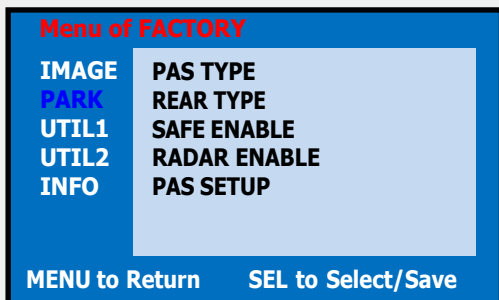 Menu of FACTORY
IMAGE PAS TYPE
PARK REAR TYPE
UTIL1 SAFE ENABLE
UTIL2 RADAR ENABLE
INFO PAS SETUP
MENU to Return SEL to Select/Save